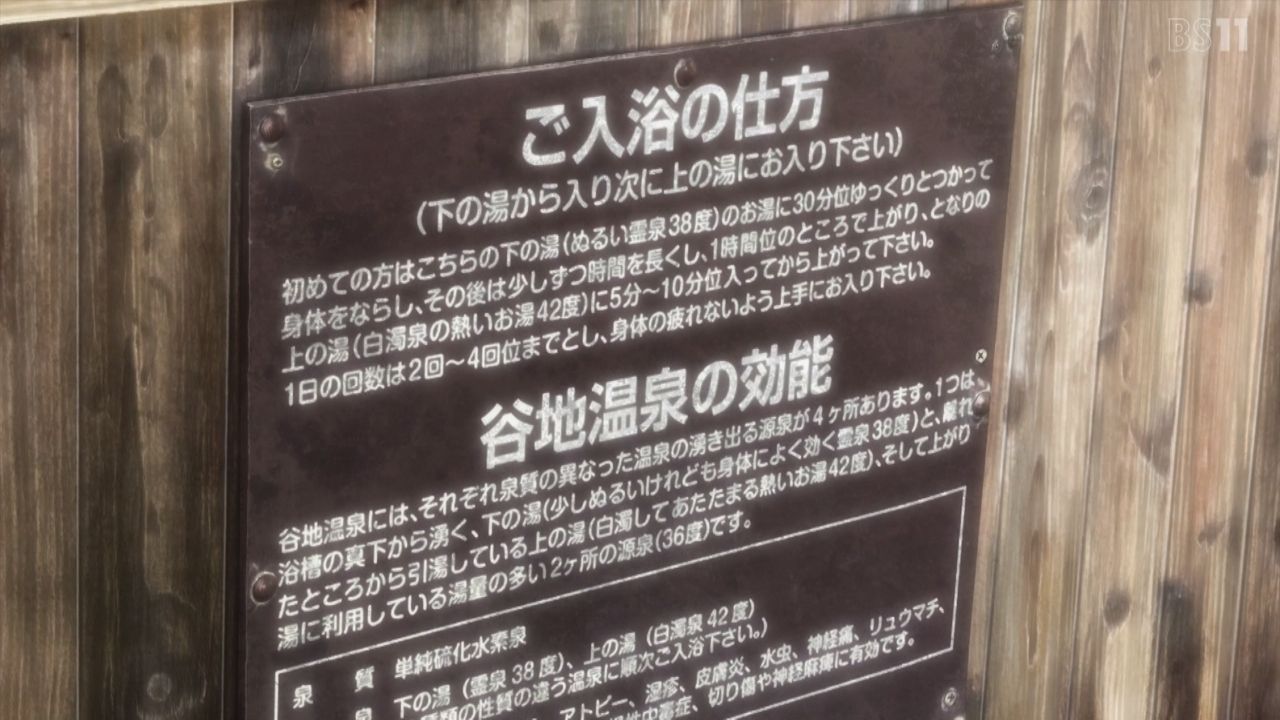 BS11
ご入浴の仕方
(下の湯から入り次に上の湯にお入り下さい)
初めての方はこちらの下の湯(ぬるい霊泉38度)のお湯に30分位ゆっくりとつかって
身体をならし、その後は少しずつ時間を長くし、1時間位のところで上がり、となりの
上の湯(白濁泉の熱いお湯42度)に5分〜10分位入ってから上がって下さい。
1日の回数は2回〜4回位までとし、身体の疲れないよう上手にお入り下さい。
谷地温泉の効能
谷地温泉には、それぞれ泉質の異なった温泉の湧き出る源泉が4ヶ所あります。1つは、
浴槽の真下から湧く、下の湯(少しぬるいけれども身体によく効く霊泉38度)と、離れ
たところから引湯している上の湯(白濁してあたたまる熱いお湯42度)、そして上がり
湯に利用している湯量の多い2ヶ所の源泉(36度)です。
泉 質 単純硫化水素泉
泉 下の湯(霊泉38度)、上の湯(白濁泉42度)
種類の性質の違う温泉に順次ご入浴下さい。)
アトピー、湿疹、皮膚炎、水虫、神経痛、リュウマチ、
性中毒症、切り傷や神経麻痺に有効です。